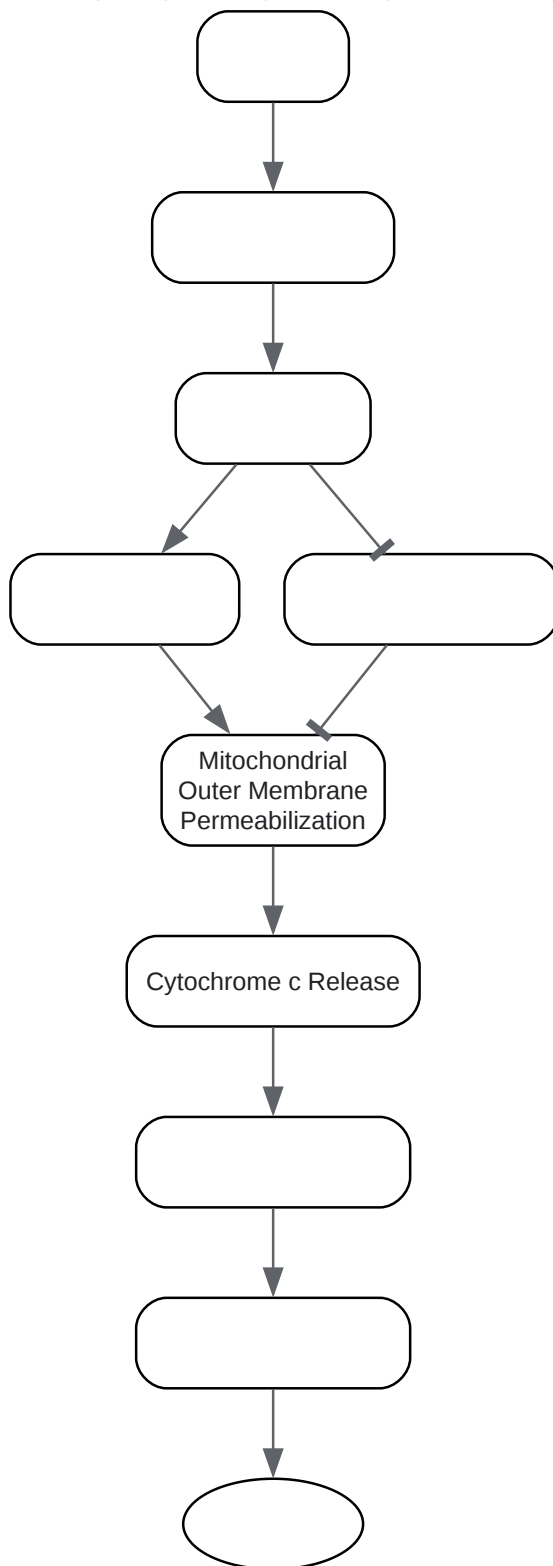 Mitochondrial
Outer Membrane
Permeabilization
Cytochrome c Release